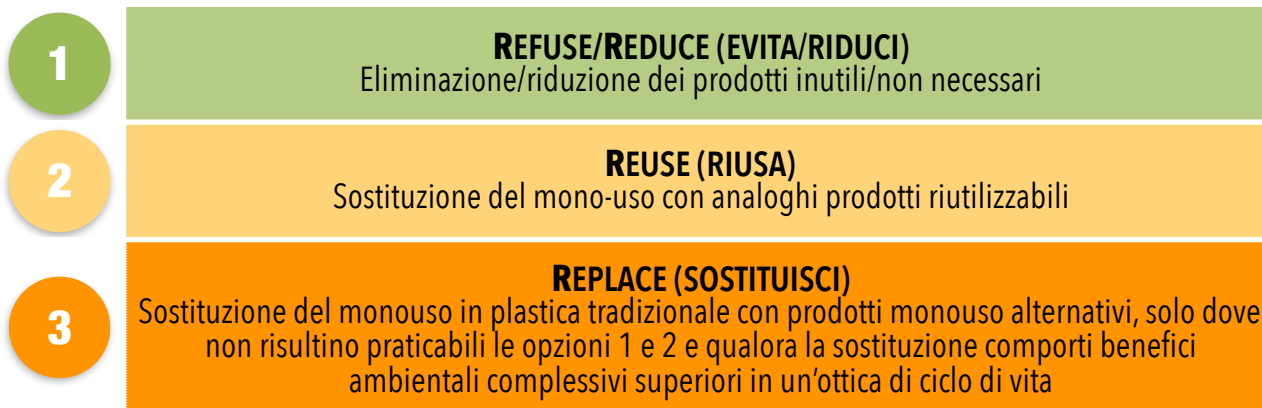 1
REFUSE/REDUCE (EVITA/RIDUCI)
Eliminazione/riduzione dei prodotti inutili/non necessari
2
REUSE (RIUSA)
Sostituzione del mono-uso con analoghi prodotti riutilizzabili
3
REPLACE (SOSTITUISCI)
Sostituzione del monouso in plastica tradizionale con prodotti monouso alternativi, solo dove
non risultino praticabili le opzioni 1 e 2 e qualora la sostituzione comporti benefici
ambientali complessivi superiori in un’ottica di ciclo di vita